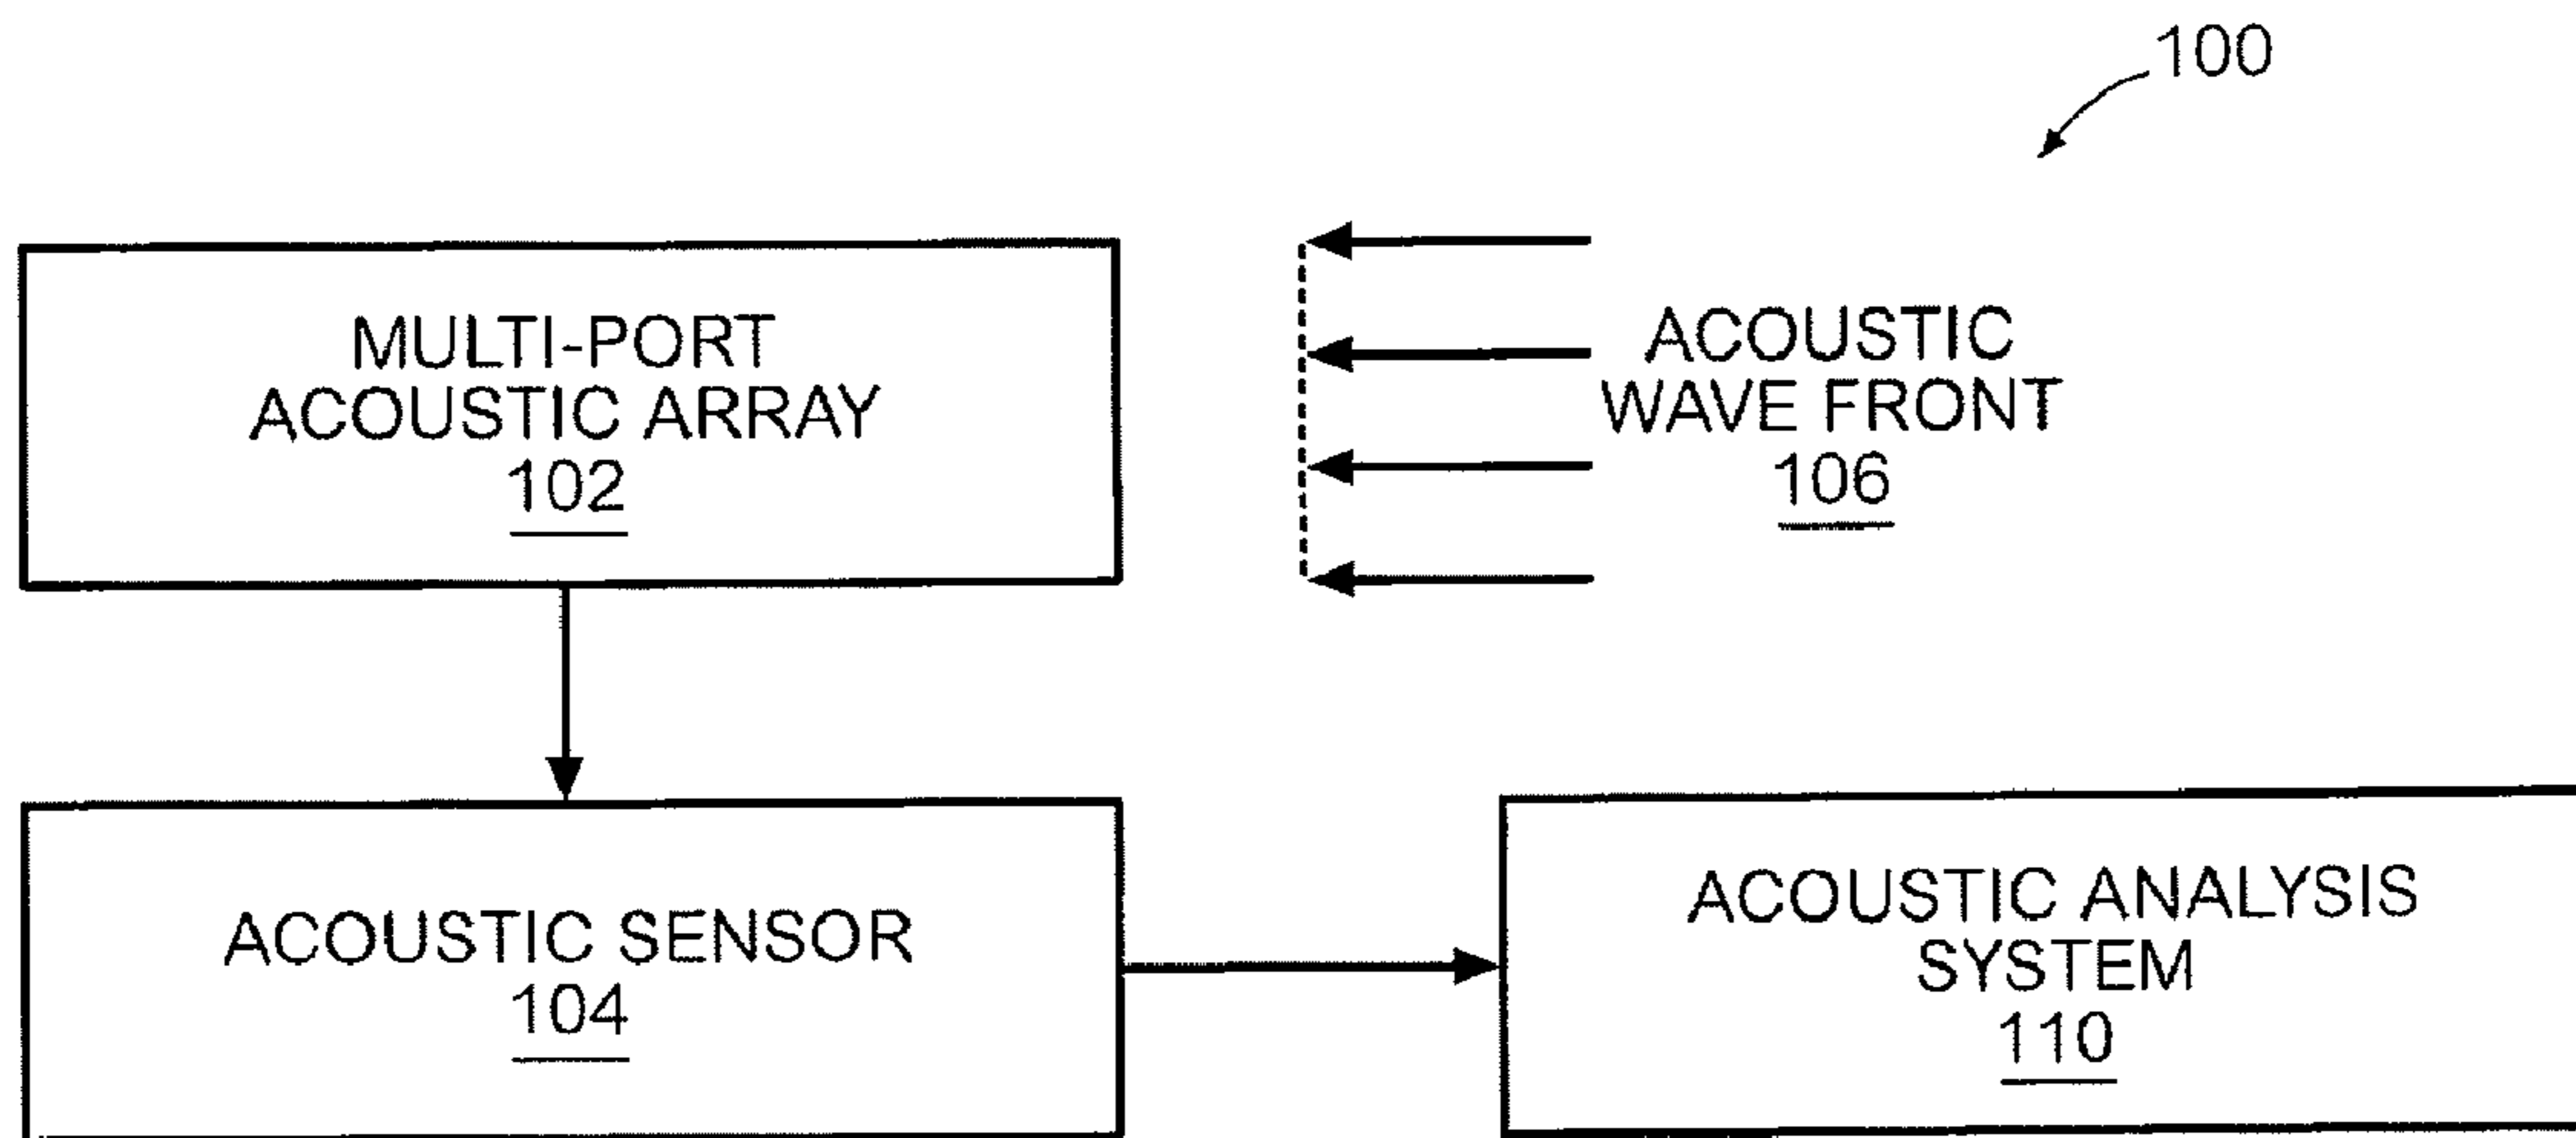 100
MULTI-PORT
ACOUSTIC ARRAY
102
ACOUSTIC
WAVE FRONT
106
ACOUSTIC SENSOR
104
ACOUSTIC ANALYSIS
SYSTEM
110